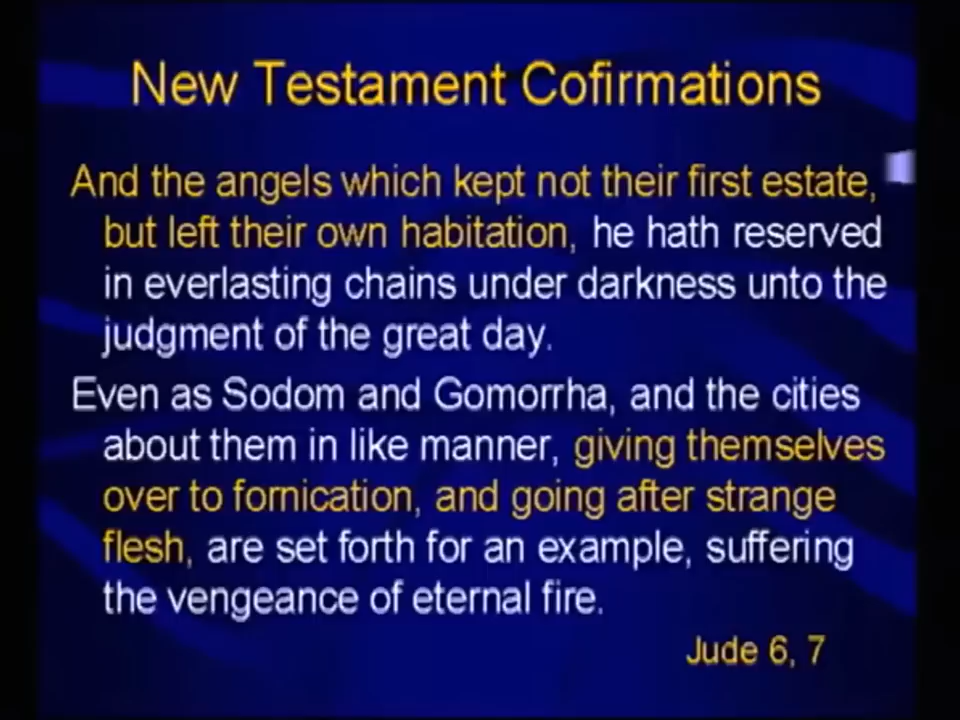 New Testament Cofirmations
And the angels which kept not their first estate,
but left their own habitation, he hath reserved
in everlasting chains under darkness unto the
judgment of the great day.
Even as Sodom and Gomorrha, and the cities
about them in like manner, giving themselves
over to fornication, and going after strange
flesh, are set forth for an example, suffering
the vengeance of eternal fire.
Jude 6, 7